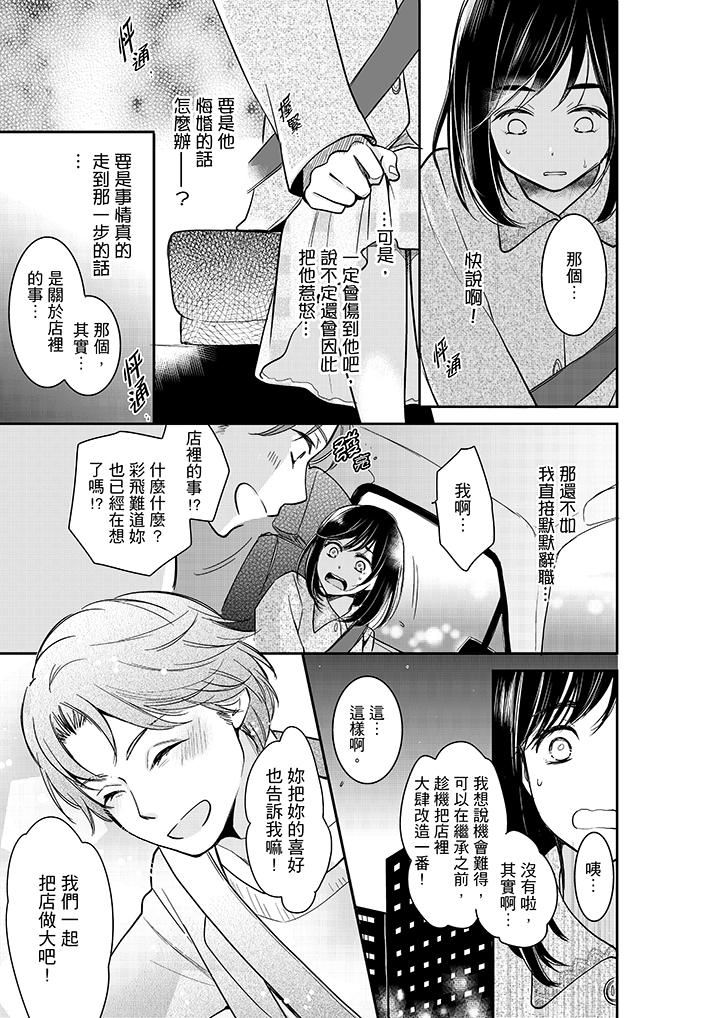 那個…
快說啊！
…可是，
一定會傷到他吧，
說不定還會因此
把他惹怒…
握緊
怦通
要是他
悔婚的話
怎麼辦——？
要是事情真的
走到那一步的話
那個，
其實…
是關於店裡
的事…
怦通
那還不如
我直接默默辭職…
我啊…
發亮
店裡的事!?
什麼什麼？
彩飛難道妳
也已經在想
了嗎!?
咦…
沒有啦，
其實啊…
我想說機會難得，
可以在繼承之前，
趁機把店裡
大肆改造一番！
這…
這樣啊。
妳把妳的喜好
也告訴我嘛！
我們一起
把店做大吧！